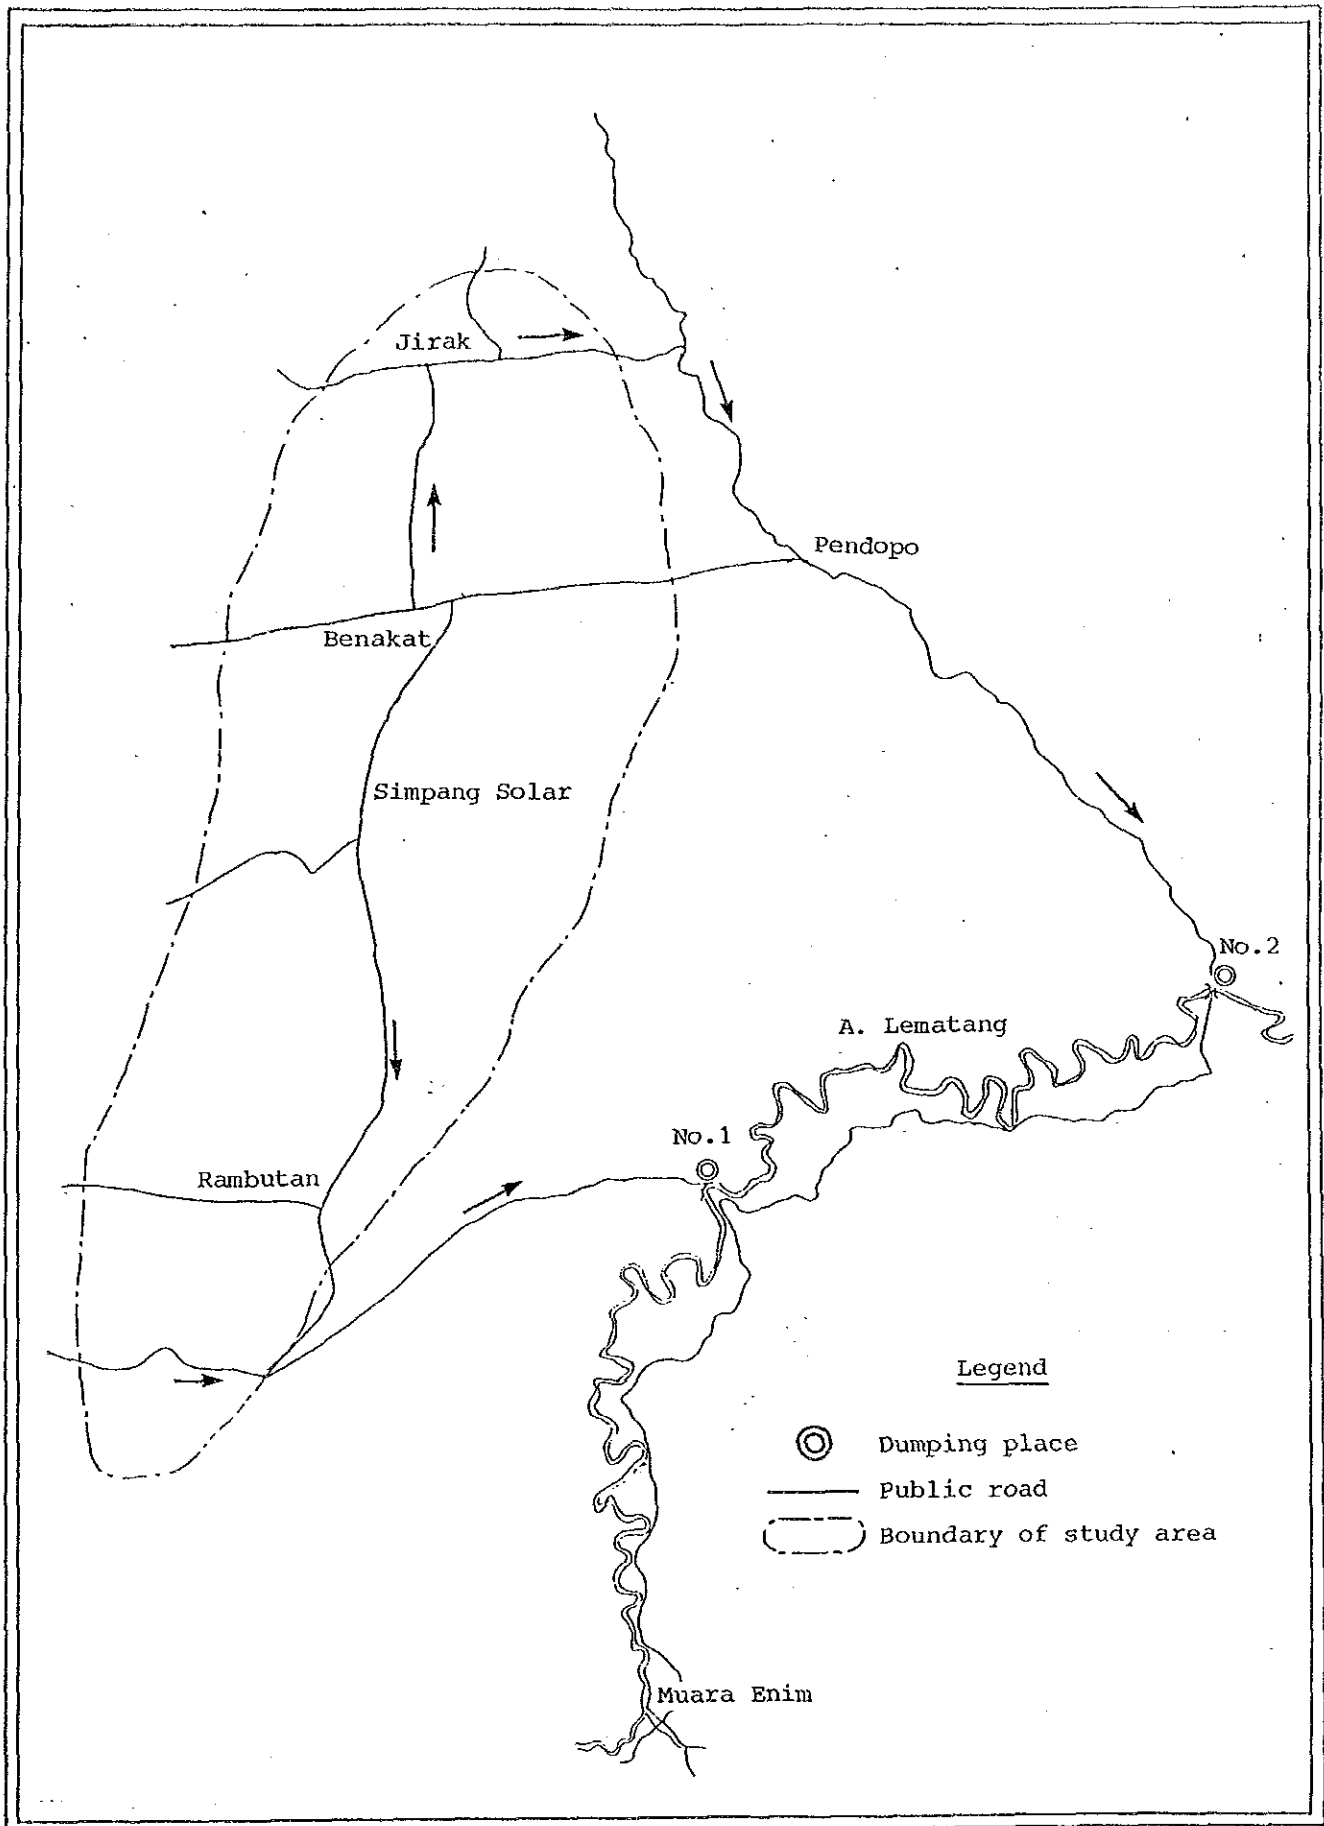 Jirak
Pendopo
Benakat
Simpang Solar
No.2
A. Lematang
No.1
Rambutan
Legend
Dumping place
Public road
Boundary of study area
Muara Enim